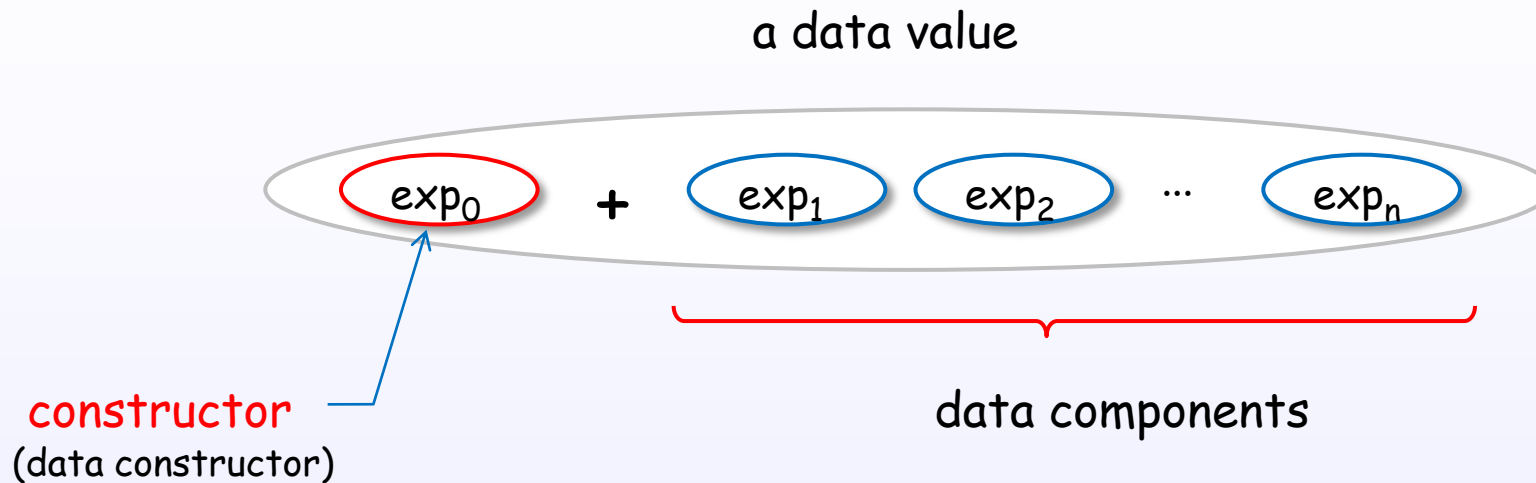 a data value
exp₀ + exp₁ exp₂ ... expₙ
constructor
data components
(data constructor)